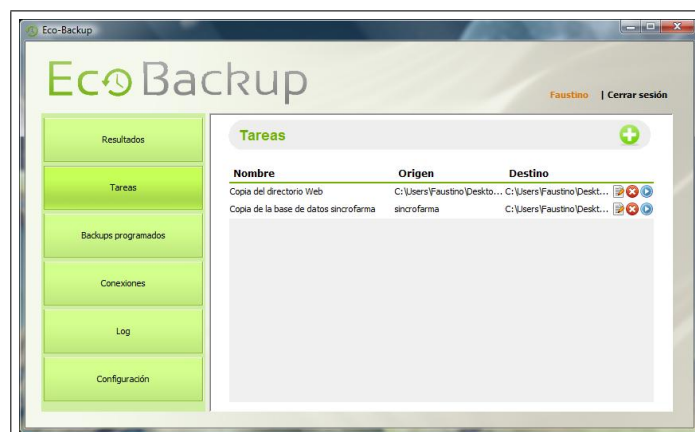 Eco-Backup
EcoBackup
Faustino | Cerrar sesión
Resultados
Tareas
Backups programados
Conexiones
Log
Configuración
Tareas
Nombre Origen Destino
Copia del directorio Web C:\Users\Faustino\Deskto... C:\Users\Faustino\Deskt...
Copia de la base de datos sincrofarma sincrofarma C:\Users\Faustino\Deskt...